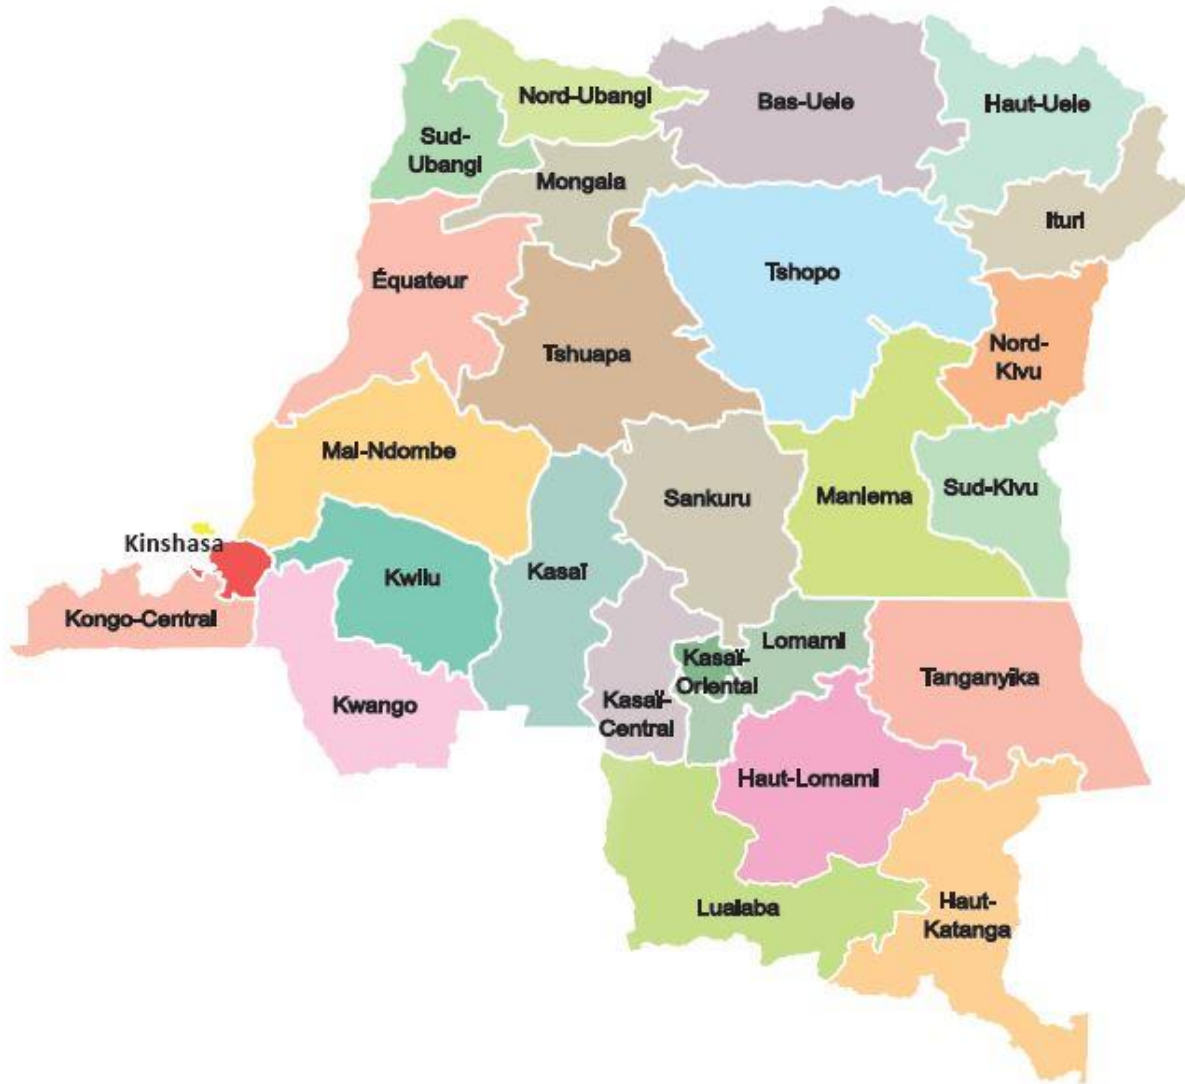 Nord-Ubangi
Bas-Uele
Haut-Uele
Sud-
Ubangi
Mongala
Ituri
Équateur
Tshopo
Tshuapa
Nord-
Kivu
Mai-Ndombe
Sankuru
Maniema
Sud-Kivu
Kinshasa
Kwilu
Kasaï
Kongo-Central
Lomami
Kasaï-
Oriental
Tanganyika
Kwango
Kasaï-
Central
Haut-Lomami
Lualaba
Haut-
Katanga